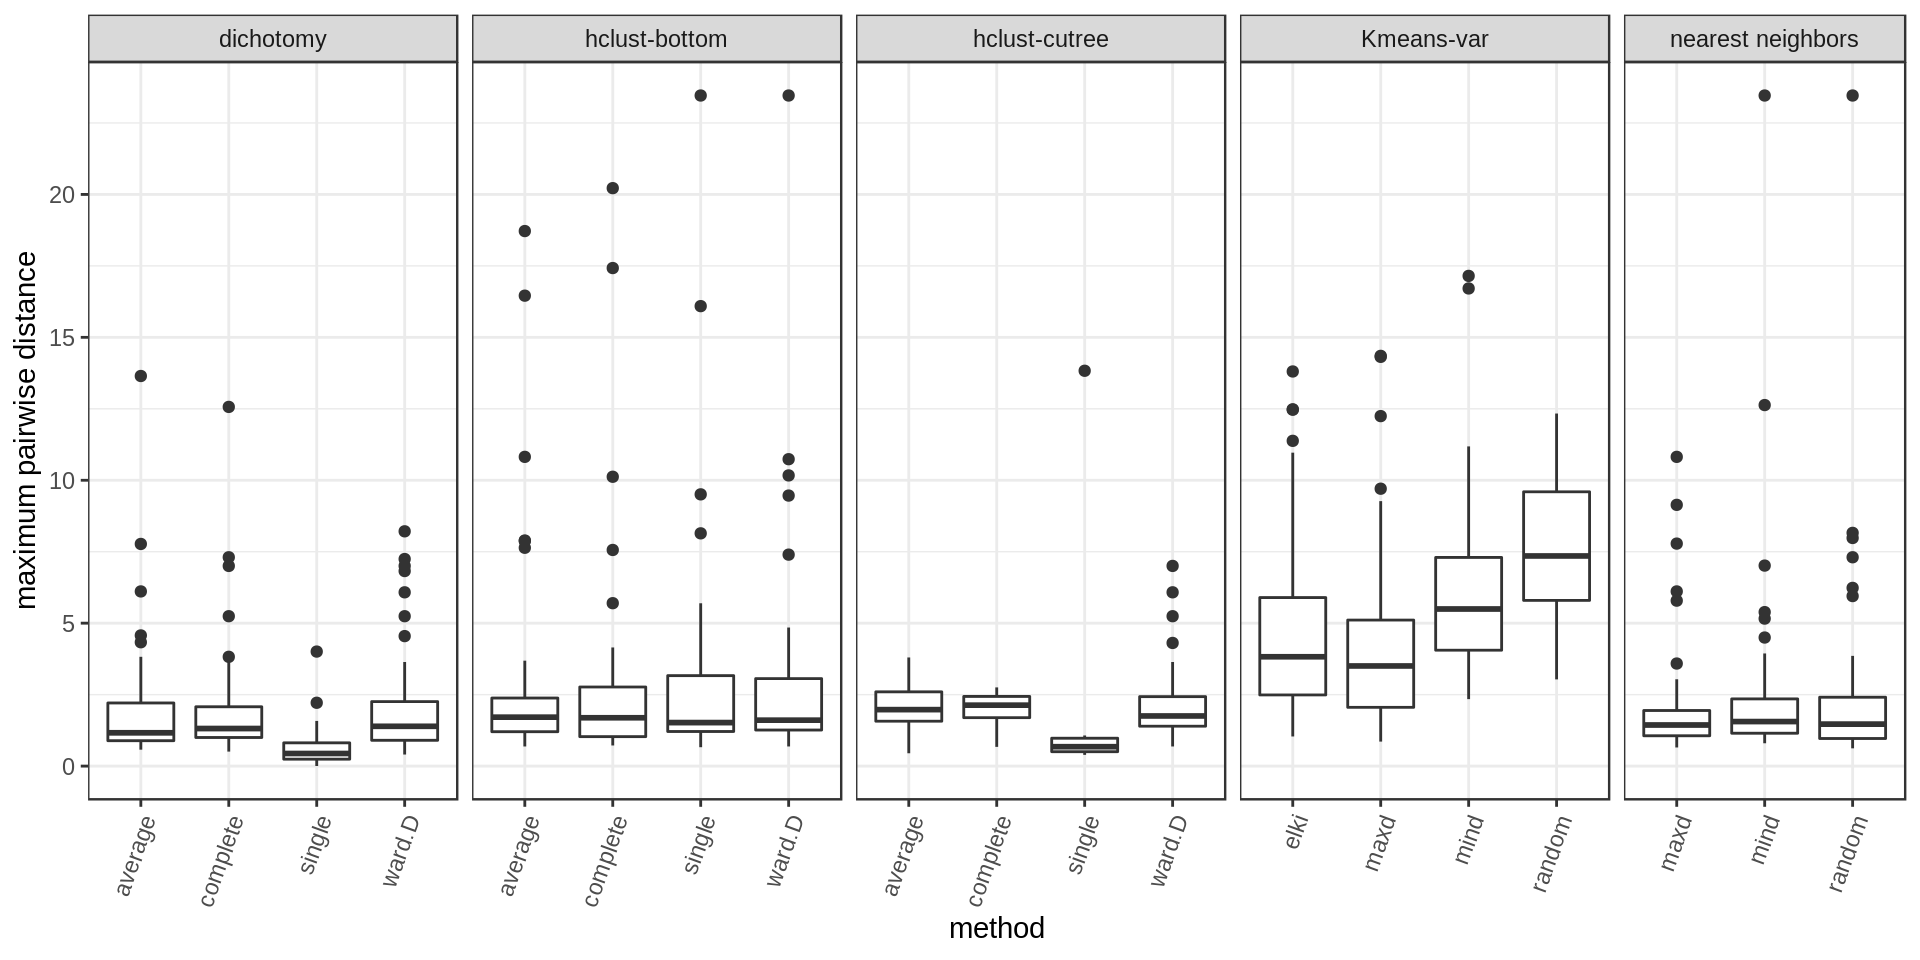 dichotomy
hclust-bottom
hclust-cutree
Kmeans-var
nearest neighbors
maximum pairwise distance
20
15
10
5
0
average
complete
single
ward.D
average
complete
single
ward.D
average
complete
single
ward.D
elki
maxd
mind
random
maxd
mind
random
method